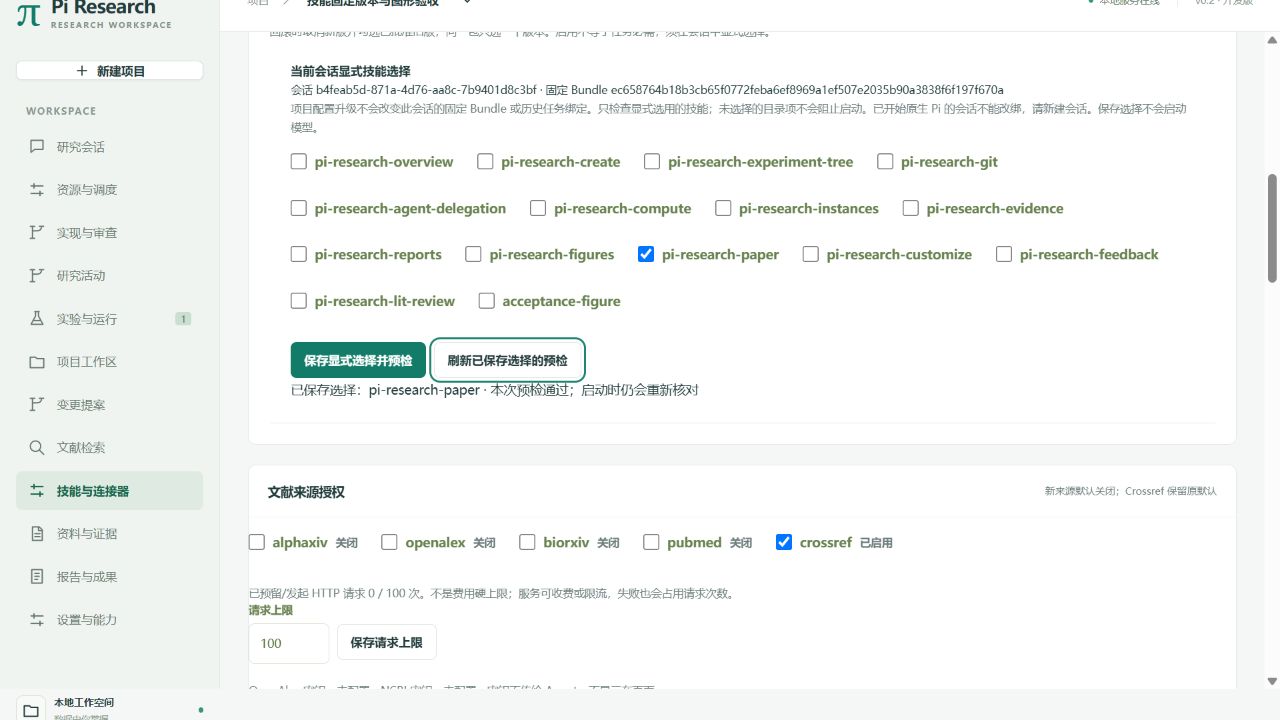 Pi Research
RESEARCH WORKSPACE
+ 新建项目
WORKSPACE
研究会话
资源与调度
实现与审查
研究活动
实验与运行 1
项目工作区
变更提案
文献检索
技能与连接器
资料与证据
报告与成果
设置与能力
本地工作空间
项目 / 技能固定版本与图形验收
本地服务在线
v0.2 · 开发版
当前会话显式技能选择
会话 b4feab5d-871a-4d76-aa8c-7b9401d8c3bf · 固定 Bundle ec658764b18b3cb65f0772feba6ef8969a1ef507e2035b90a3838f6f197f670a
项目配置升级不会改变此会话的固定 Bundle 或历史任务绑定。只检查显式选用的技能；未选择的目录项不会阻止启动。已开始原生 Pi 的会话不能改绑，请新建会话。保存选择不会启动
模型。
pi-research-overview pi-research-create pi-research-experiment-tree pi-research-git
pi-research-agent-delegation pi-research-compute pi-research-instances pi-research-evidence
pi-research-reports pi-research-figures pi-research-paper pi-research-customize pi-research-feedback
pi-research-lit-review acceptance-figure
保存显式选择并预检 刷新已保存选择的预检
已保存选择：pi-research-paper · 本次预检通过；启动时仍会重新核对
文献来源授权 新来源默认关闭；Crossref 保留原默认
alphaxiv 关闭 openalex 关闭 biorxiv 关闭 pubmed 关闭 crossref 已启用
已预留/发起 HTTP 请求 0 / 100 次。不是费用硬上限；服务可收费或限流，失败也会占用请求次数。
请求上限
100 保存请求上限